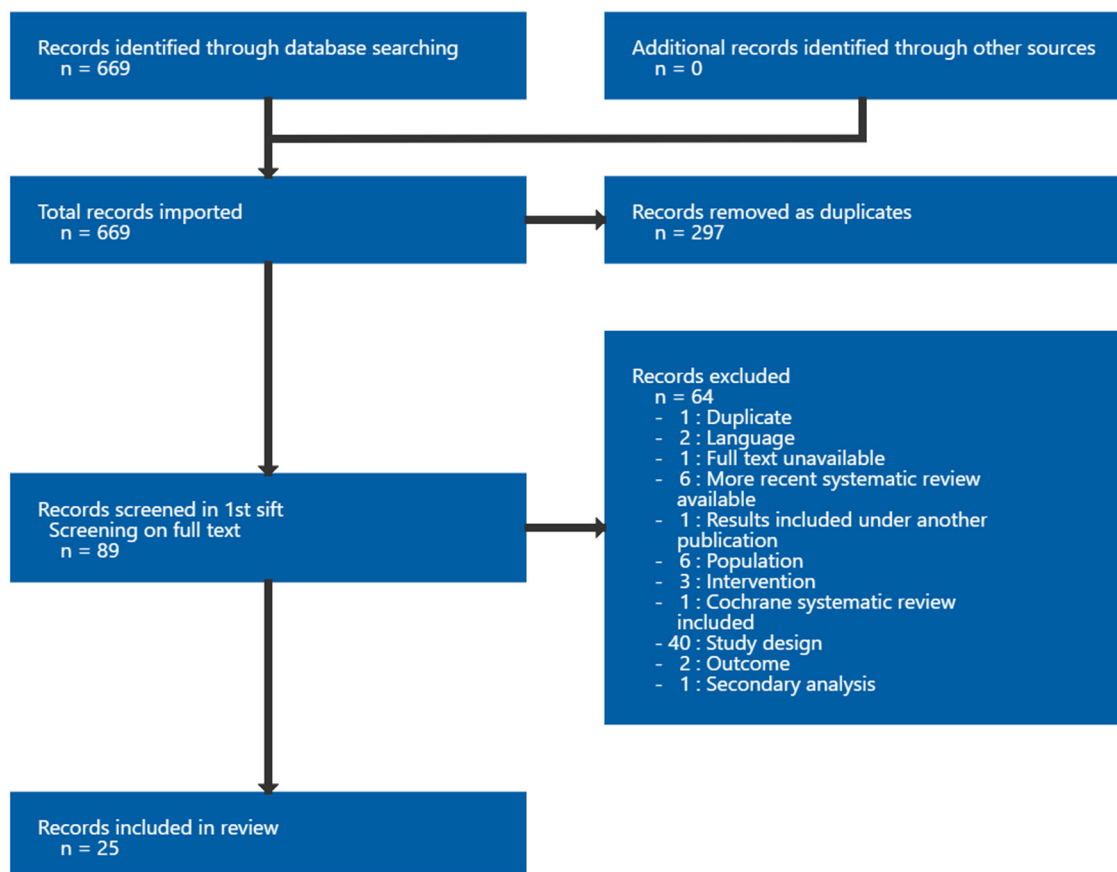 Records identified through database searching
n = 669
Additional records identified through other sources
n = 0
Total records imported
n = 669
Records removed as duplicates
n = 297
Records excluded
n = 64
- 1 : Duplicate
- 2 : Language
- 1 : Full text unavailable
- 6 : More recent systematic review
available
- 1 : Results included under another
publication
- 6 : Population
- 3 : Intervention
- 1 : Cochrane systematic review
included
- 40 : Study design
- 2 : Outcome
- 1 : Secondary analysis
Records screened in 1st sift
Screening on full text
n = 89
Records included in review
n = 25